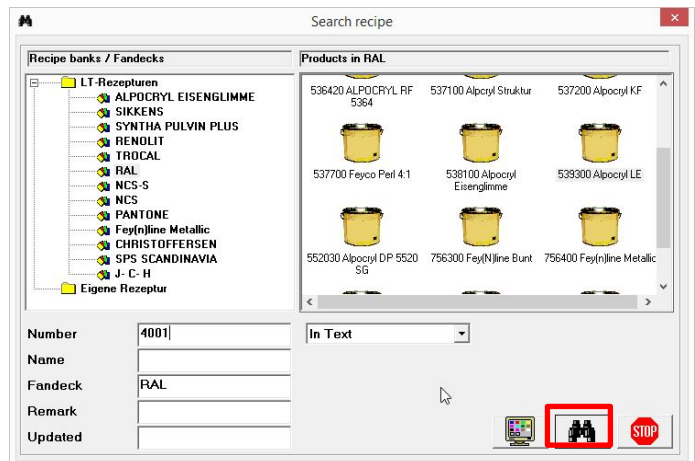 Search recipe
Recipe banks / Fandecks
Products in RAL
LT-Rezepturen
ALPOCRYL EISENGLIMME
SIKKENS
SYNTHA PULVIN PLUS
RENOLIT
TROCAL
RAL
NCS-S
NCS
PANTONE
Fey(n)line Metallic
CHRISTOFFERSEN
SPS SCANDINAVIA
J- C- H
Eigene Rezeptur
536420 ALPOCRYL RF
5364
537100 Alpcryl Struktur
537200 Alpocryl KF
537700 Feyco Perl 4:1
538100 Alpocryl
Eisenglimme
539300 Alpocryl LE
552030 Alpocryl DP 5520
SG
756300 Fey(N)line Bunt
756400 Fey(n)line Metallic
Number
4001
In Text
Name
Fandeck
RAL
Remark
Updated
STOP